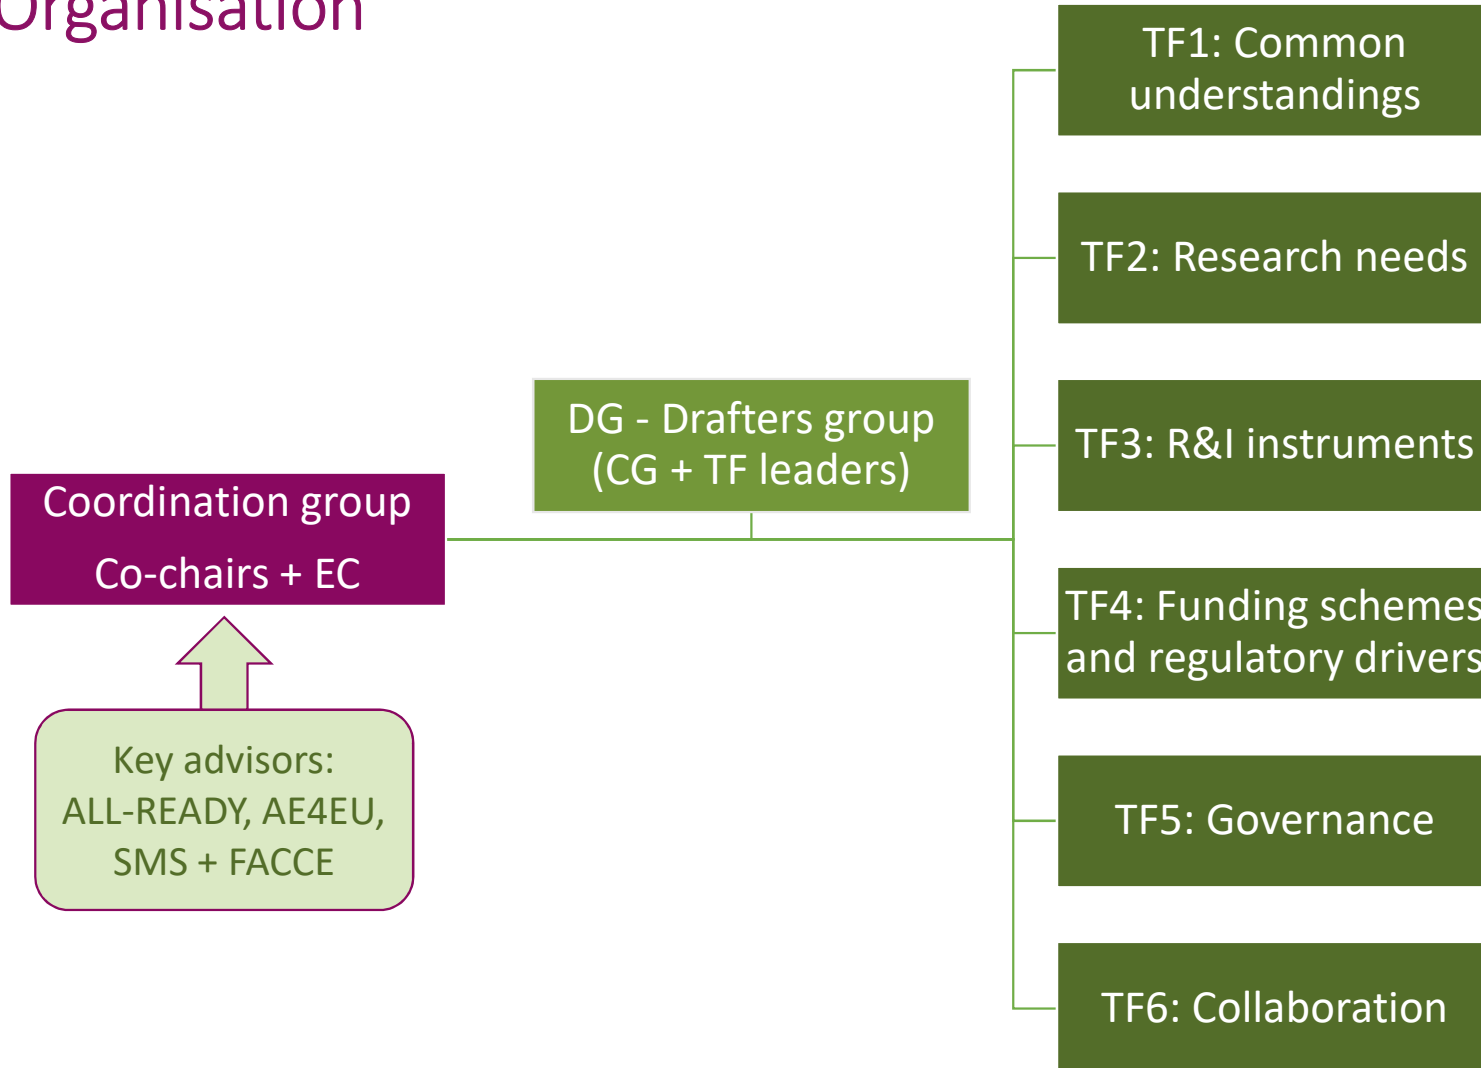 Organisation
TF1: Common
understandings
TF2: Research needs
TF3: R&I instruments
DG - Drafters group
(CG + TF leaders)
Coordination group
Co-chairs + EC
TF4: Funding schemes
and regulatory drivers
Key advisors:
ALL-READY, AE4EU,
SMS + FACCE
TF5: Governance
TF6: Collaboration